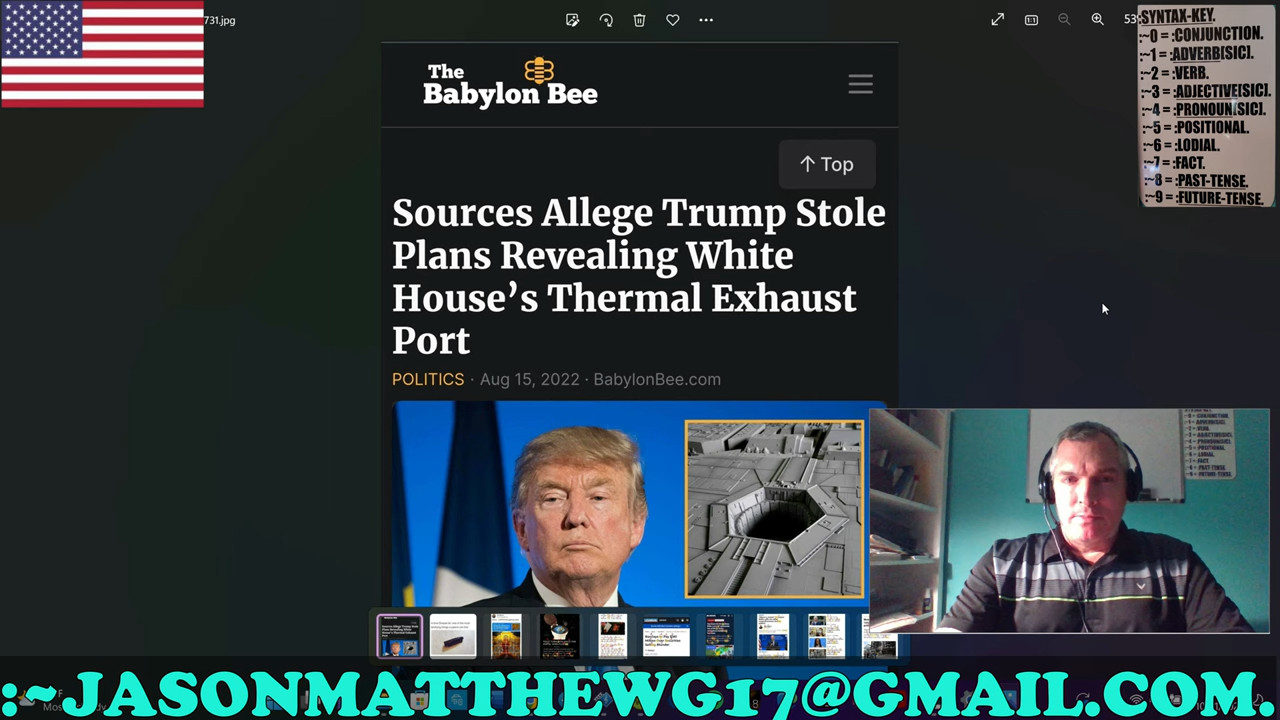 731.jpg
53
SYNTAX-KEY.
:~0 = :CONJUNCTION.
:~1 = :ADVERB[SIC].
:~2 = :VERB.
:~3 = :ADJECTIVE[SIC].
:~4 = :PRONOUN[SIC].
:~5 = :POSITIONAL.
:~6 = :LODIAL.
:~7 = :FACT.
:~8 = :PAST-TENSE.
:~9 = :FUTURE-TENSE.
The
Babylon Bee
↑ Top
Sources Allege Trump Stole
Plans Revealing White
House’s Thermal Exhaust
Port
POLITICS · Aug 15, 2022 · BabylonBee.com
:~JASONMATTHEWG17@GMAIL.COM.